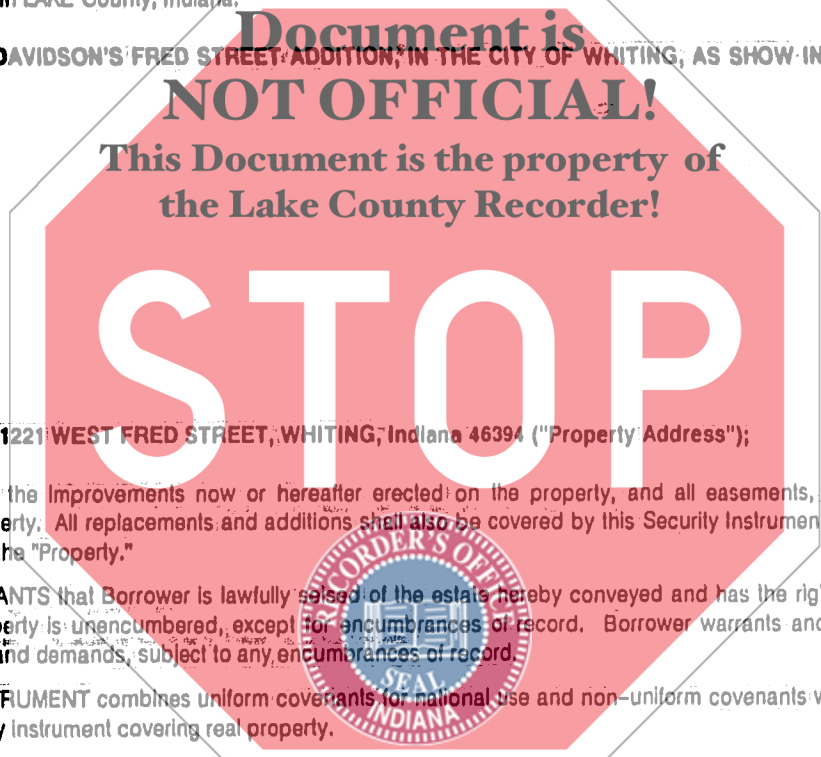 in LAKE County, Indiana.
Document is
DAVIDSON'S FRED STREET ADDITION, IN THE CITY OF WHITING, AS SHOW IN
NOT OFFICIAL!
This Document is the property of
the Lake County Recorder!
STOP
1221 WEST FRED STREET, WHITING, Indiana 46394 ("Property Address");
the improvements now or hereafter erected on the property, and all easements,
erty. All replacements and additions shall also be covered by this Security Instrumen
he "Property."
ANTS that Borrower is lawfully seised of the estate hereby conveyed and has the rig
erty is unencumbered, except for encumbrances of record. Borrower warrants and
and demands, subject to any encumbrances of record.
RUMENT combines uniform covenants for national use and non-uniform covenants w
y instrument covering real property.
RECORDER'S OFFICE
SEAL
INDIANA